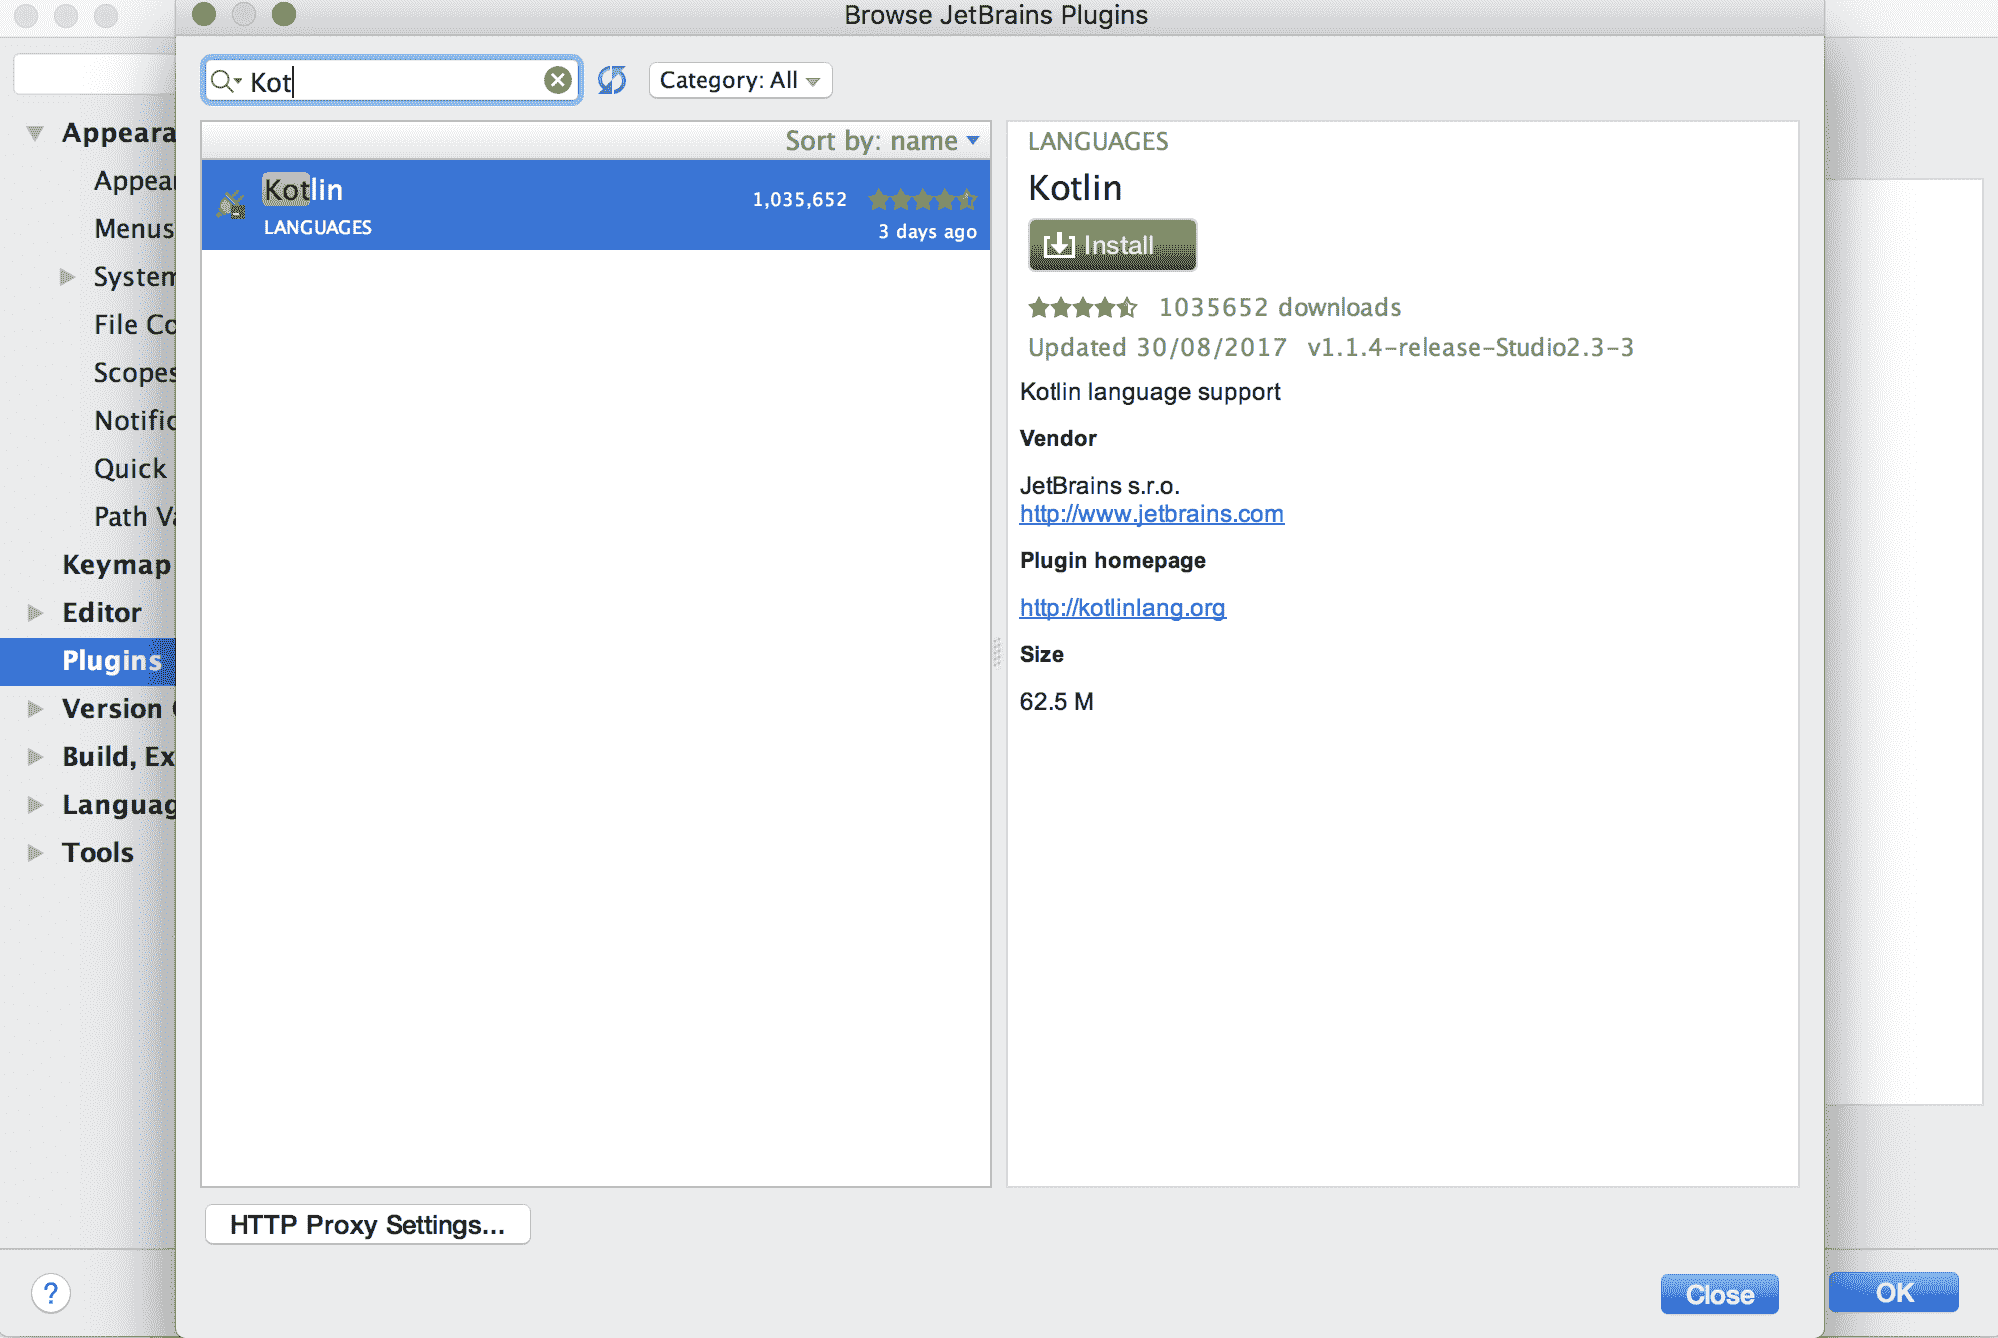 Browse JetBrains Plugins
Kot
Category: All
Appeara
Appear
Menus
System
File Co
Scopes
Notific
Quick
Path Va
Keymap
Editor
Plugins
Version C
Build, Ex
Languag
Tools
?
Sort by: name
Kotlin
1,035,652
LANGUAGES
3 days ago
LANGUAGES
Kotlin
Install
1035652 downloads
Updated 30/08/2017 v1.1.4-release-Studio2.3-3
Kotlin language support
Vendor
JetBrains s.r.o.
http://www.jetbrains.com
Plugin homepage
http://kotlinlang.org
Size
62.5 M
HTTP Proxy Settings...
Close
OK